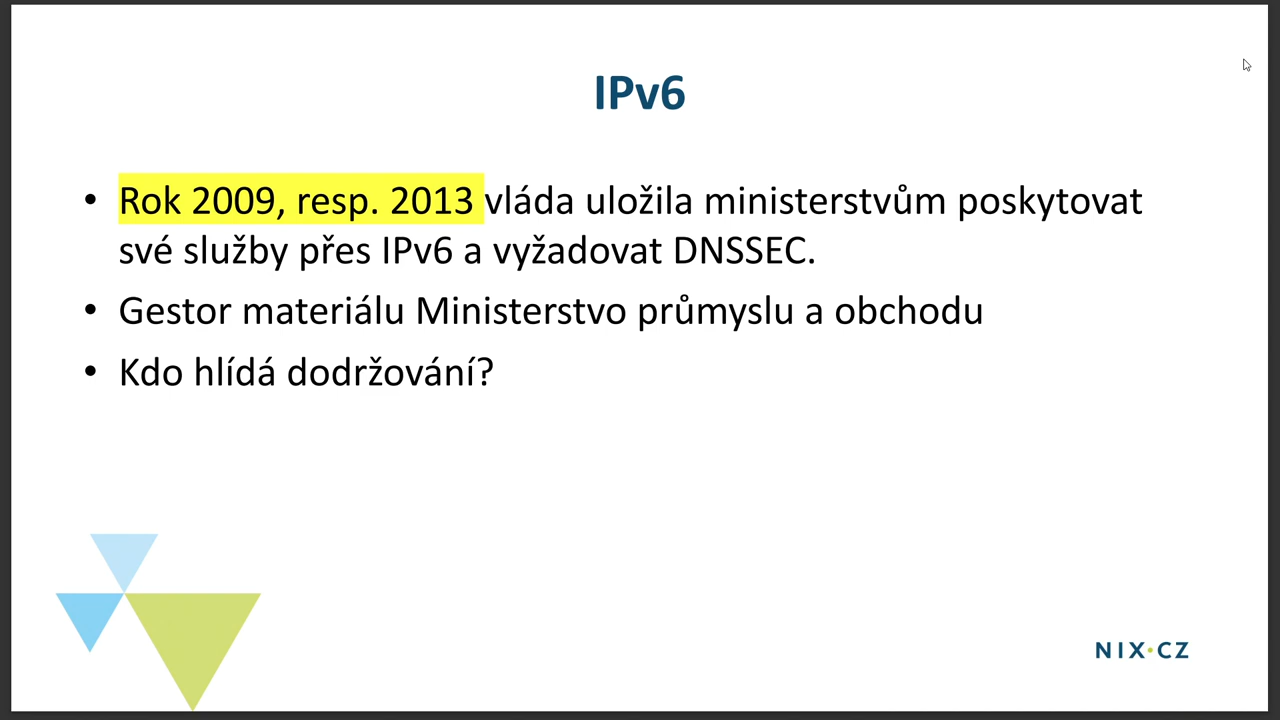 IPv6
• Rok 2009, resp. 2013 vláda uložila ministerstvům poskytovat
své služby přes IPv6 a vyžadovat DNSSEC.
• Gestor materiálu Ministerstvo průmyslu a obchodu
• Kdo hlídá dodržování?
NIX•CZ